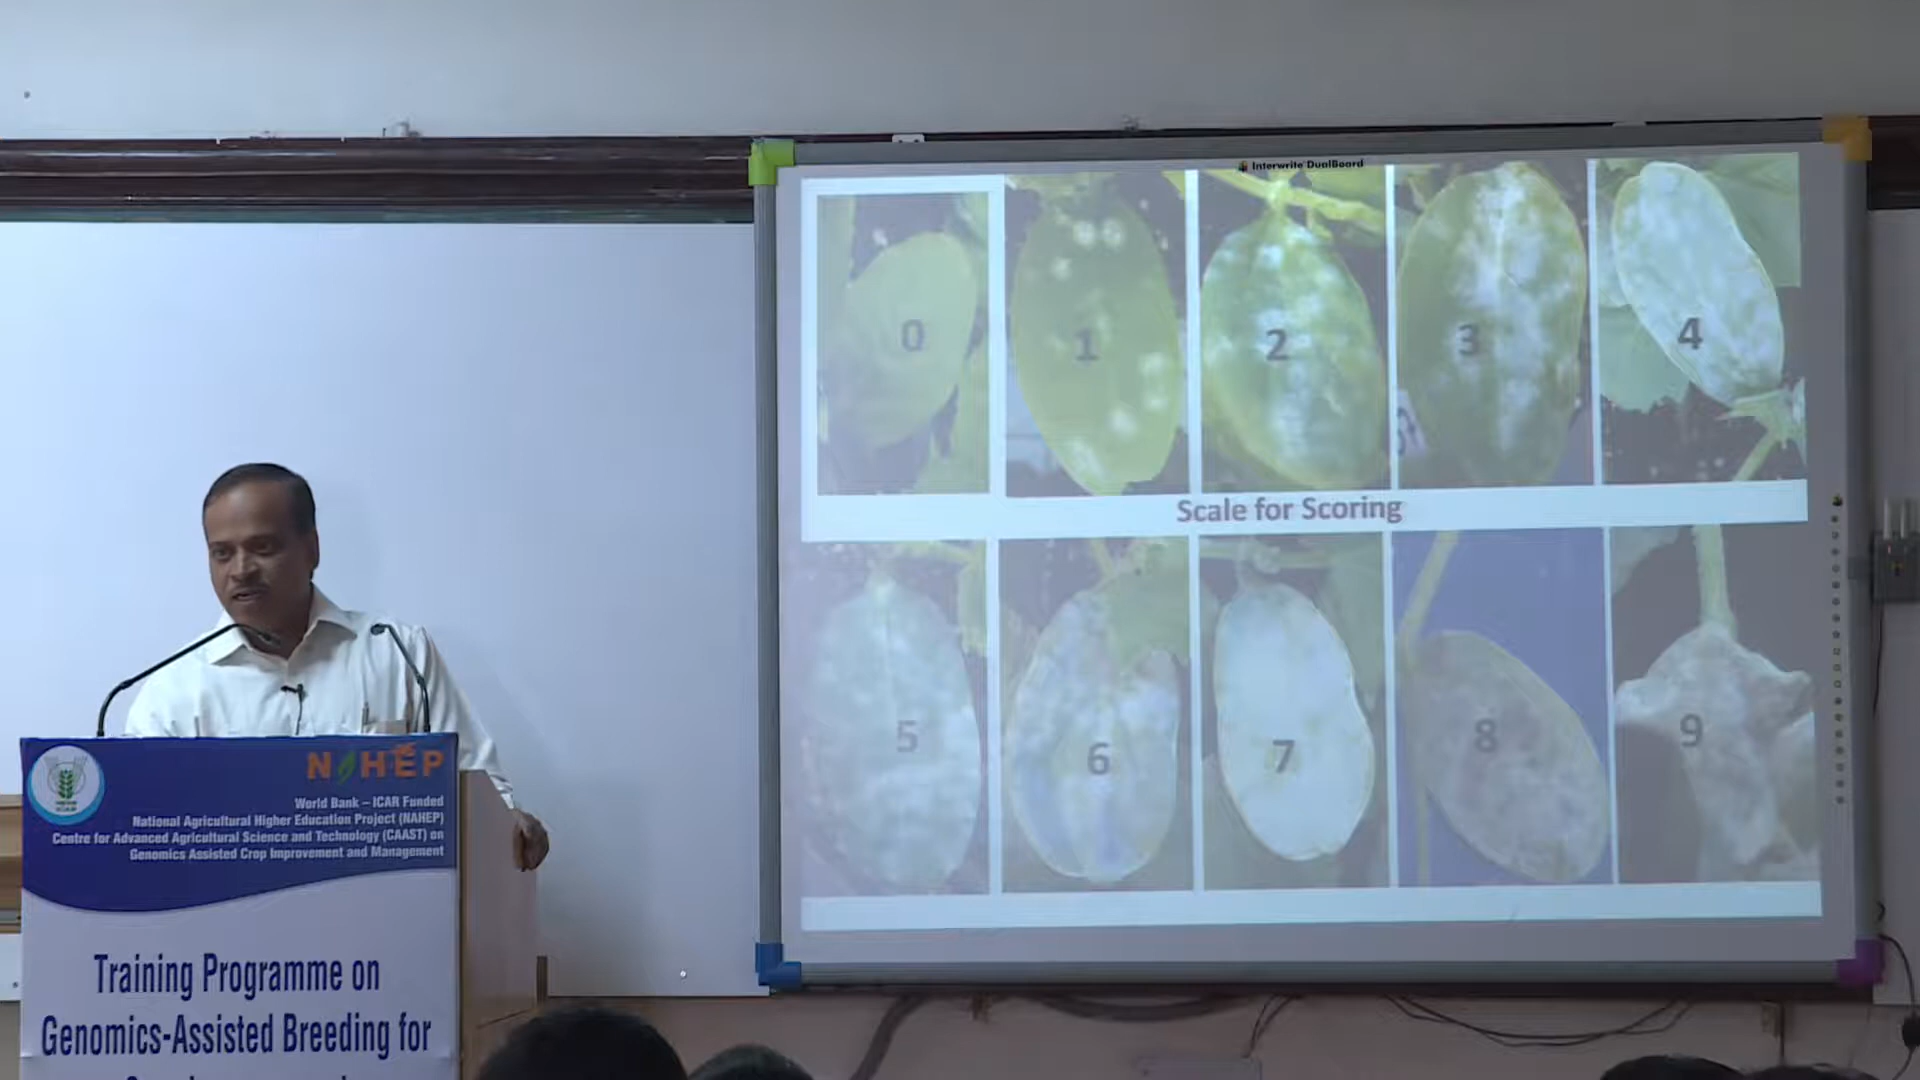 Interwrite DualBoard
0 1 2 3 4
Scale for Scoring
5 6 7 8 9
NAHEP
World Bank – ICAR Funded
National Agricultural Higher Education Project (NAHEP)
Centre for Advanced Agricultural Science and Technology (CAAST) on
Genomics Assisted Crop Improvement and Management
Training Programme on
Genomics-Assisted Breeding for